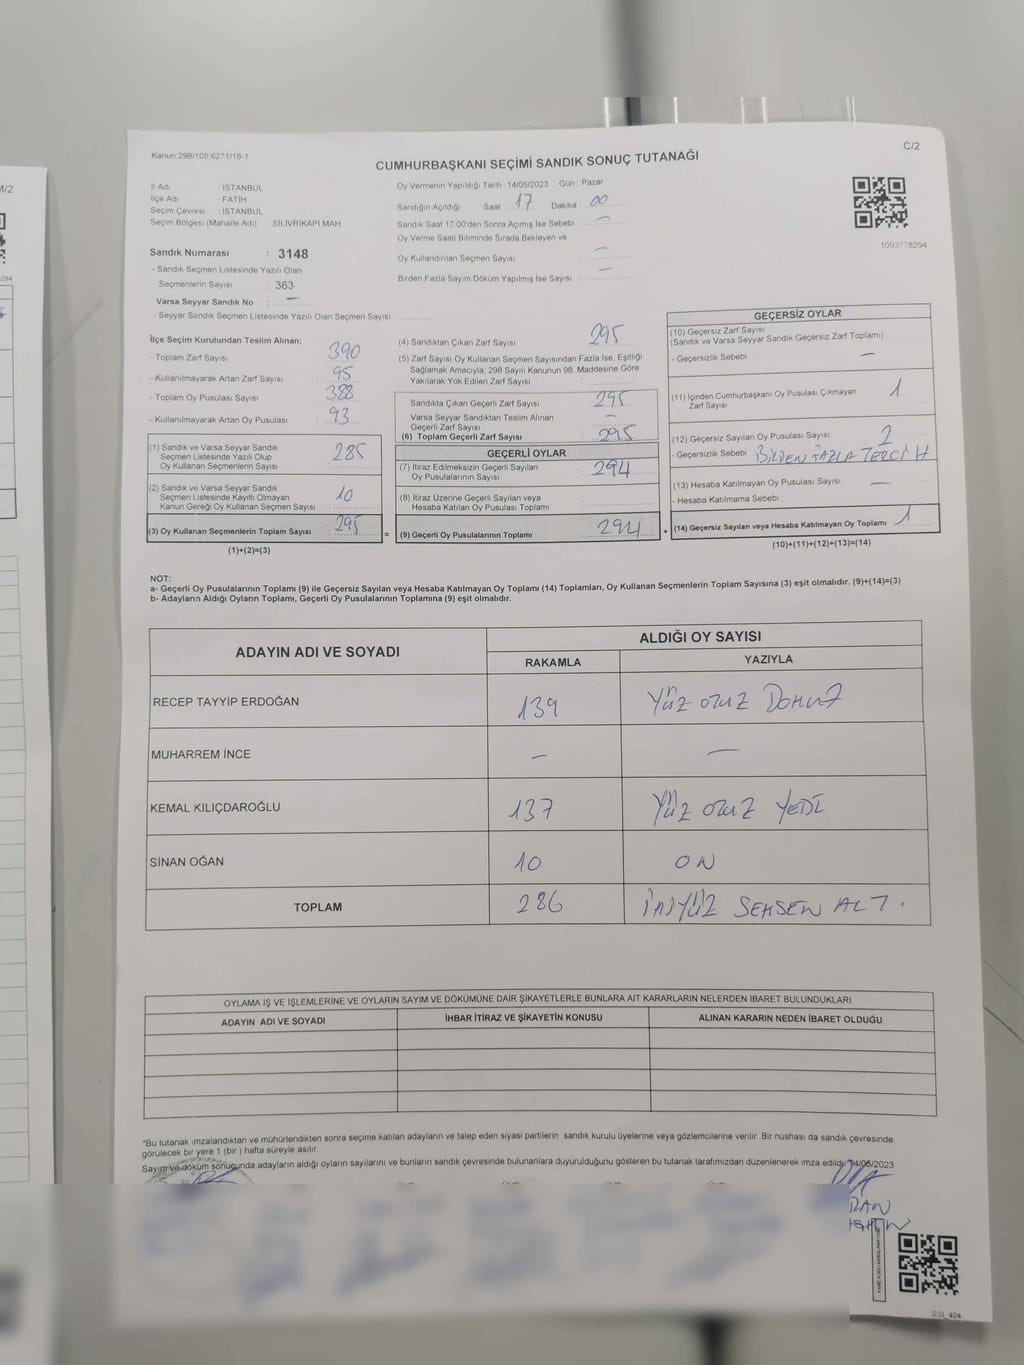 Kanun:298/105.6271/18-1
C/2
CUMHURBAŞKANI SEÇİMİ SANDIK SONUÇ TUTANAĞI
İl Adı : İSTANBUL
İlçe Adı : FATİH
Seçim Çevresi : İSTANBUL
Seçim Bölgesi (Mahalle Adı) SİLİVRİKAPI MAH
Oy Vermenin Yapıldığı Tarih 14/05/2023 Gün : Pazar
Sandığın Açıldığı Saat 17 Dakika 00
Sandık Saat 17.00'den Sonra Açımış İse Sebebi : —
Oy Verme Saati Bitiminde Sırada Bekleyen ve
Oy Kullandırılan Seçmen Sayısı : —
Birden Fazla Sayım Döküm Yapılmış İse Sayısı : —
1093778294
Sandık Numarası : 3148
- Sandık Seçmen Listesinde Yazılı Olan
Seçmenlerin Sayısı : 363
Varsa Seyyar Sandık No : —
- Seyyar Sandık Seçmen Listesinde Yazılı Olan Seçmen Sayısı:
İlçe Seçim Kurulundan Teslim Alınan;
- Toplam Zarf Sayısı 390
- Kullanılmayarak Artan Zarf Sayısı 95
- Toplam Oy Pusulası Sayısı 388
- Kullanılmayarak Artan Oy Pusulası 93
(1) Sandık ve Varsa Seyyar Sandık
Seçmen Listesinde Yazılı Olup
Oy Kullanan Seçmenlerin Sayısı 285
(2) Sandık ve Varsa Seyyar Sandık
Seçmen Listesinde Kayıtlı Olmayan
Kanun Gereği Oy Kullanan Seçmen Sayısı 10
(3) Oy Kullanan Seçmenlerin Toplam Sayısı 295 =
(1)+(2)=(3)
(4) Sandıktan Çıkan Zarf Sayısı 295
(5) Zarf Sayısı Oy Kullanan Seçmen Sayısından Fazla İse, Eşitliği
Sağlamak Amacıyla, 298 Sayılı Kanunun 98. Maddesine Göre
Yakılarak Yok Edilen Zarf Sayısı
Sandıkta Çıkan Geçerli Zarf Sayısı 295
Varsa Seyyar Sandıktan Teslim Alınan
Geçerli Zarf Sayısı —
(6) Toplam Geçerli Zarf Sayısı 295
GEÇERLİ OYLAR
(7) İtiraz Edilmeksizin Geçerli Sayılan
Oy Pusulalarının Sayısı 294
(8) İtiraz Üzerine Geçerli Sayılan veya
Hesaba Katılan Oy Pusulası Toplamı
(9) Geçerli Oy Pusulalarının Toplamı 294 +
GEÇERSİZ OYLAR
(10) Geçersiz Zarf Sayısı
(Sandık ve Varsa Seyyar Sandık Geçersiz Zarf Toplamı)
- Geçersizlik Sebebi : —
(11) İçinden Cumhurbaşkanı Oy Pusulası Çıkmayan 1
Zarf Sayısı
(12) Geçersiz Sayılan Oy Pusulası Sayısı 2
- Geçersizlik Sebebi BİRDEN FAZLA TERCİH
(13) Hesaba Katılmayan Oy Pusulası Sayısı —
- Hesaba Katılmama Sebebi :
(14) Geçersiz Sayılan veya Hesaba Katılmayan Oy Toplamı 1
(10)+(11)+(12)+(13)=(14)
NOT:
a- Geçerli Oy Pusulalarının Toplamı (9) ile Geçersiz Sayılan veya Hesaba Katılmayan Oy Toplamı (14) Toplamları, Oy Kullanan Seçmenlerin Toplam Sayısına (3) eşit olmalıdır. (9)+(14)=(3)
b- Adayların Aldığı Oyların Toplamı, Geçerli Oy Pusulalarının Toplamına (9) eşit olmalıdır.
ADAYIN ADI VE SOYADI ALDIĞI OY SAYISI
RAKAMLA YAZIYLA
RECEP TAYYİP ERDOĞAN 139 YÜZ OTUZ DOKUZ
MUHARREM İNCE — —
KEMAL KILIÇDAROĞLU 137 YÜZ OTUZ YEDİ
SİNAN OĞAN 10 ON
TOPLAM 286 İKİYÜZ SEKSEN ALTI.
OYLAMA İŞ VE İŞLEMLERİNE VE OYLARIN SAYIM VE DÖKÜMÜNE DAİR ŞİKAYETLERLE BUNLARA AİT KARARLARIN NELERDEN İBARET BULUNDUKLARI
ADAYIN ADI VE SOYADI İHBAR İTİRAZ VE ŞİKAYETİN KONUSU ALINAN KARARIN NEDEN İBARET OLDUĞU
*Bu tutanak imzalandıktan ve mühürlendikten sonra seçime katılan adayların ve talep eden siyasi partilerin sandık kurulu üyelerine veya gözlemcilerine verilir. Bir nüshası da sandık çevresinde
görülecek bir yere 1 (bir ) hafta süreyle asılır.
Sayım ve döküm sonucunda adayların aldığı oyların sayılarını ve bunların sandık çevresinde bulunanlara duyurulduğunu gösteren bu tutanak tarafımızdan düzenlenerek imza edildi. 14/05/2023